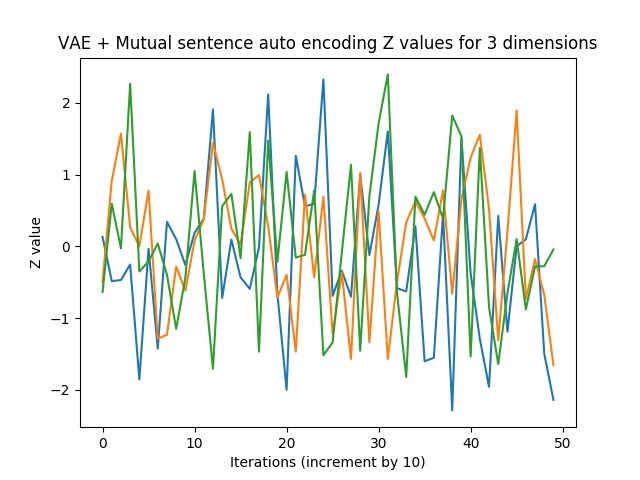 VAE + Mutual sentence auto encoding Z values for 3 dimensions
Z value
2
1
0
−1
−2
0 10 20 30 40 50
Iterations (increment by 10)